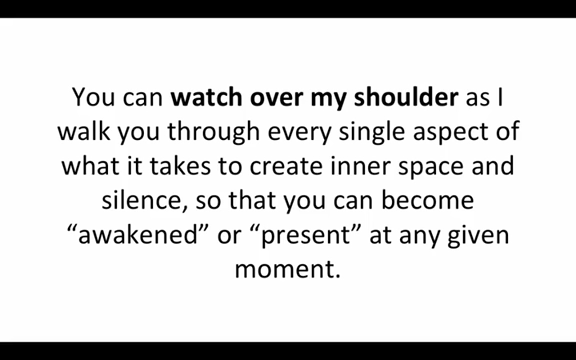 You can watch over my shoulder as I
walk you through every single aspect of
what it takes to create inner space and
silence, so that you can become
“awakened” or “present” at any given
moment.